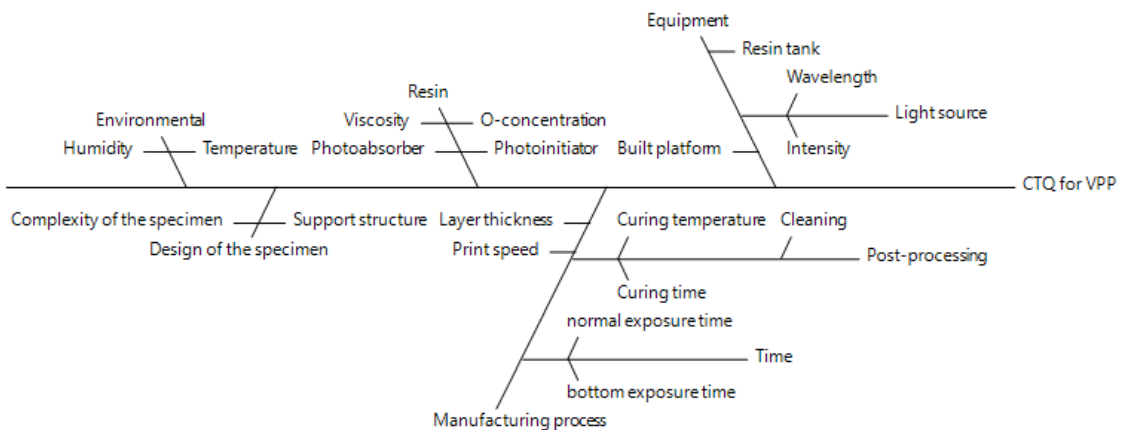 Equipment
Resin tank
Wavelength
Resin
Light source
Environmental
Viscosity
O-concentration
Humidity
Temperature
Photoabsorber
Photoinitiator
Built platform
Intensity
CTQ for VPP
Complexity of the specimen
Support structure
Layer thickness
Curing temperature
Cleaning
Design of the specimen
Print speed
Post-processing
Curing time
normal exposure time
Time
bottom exposure time
Manufacturing process